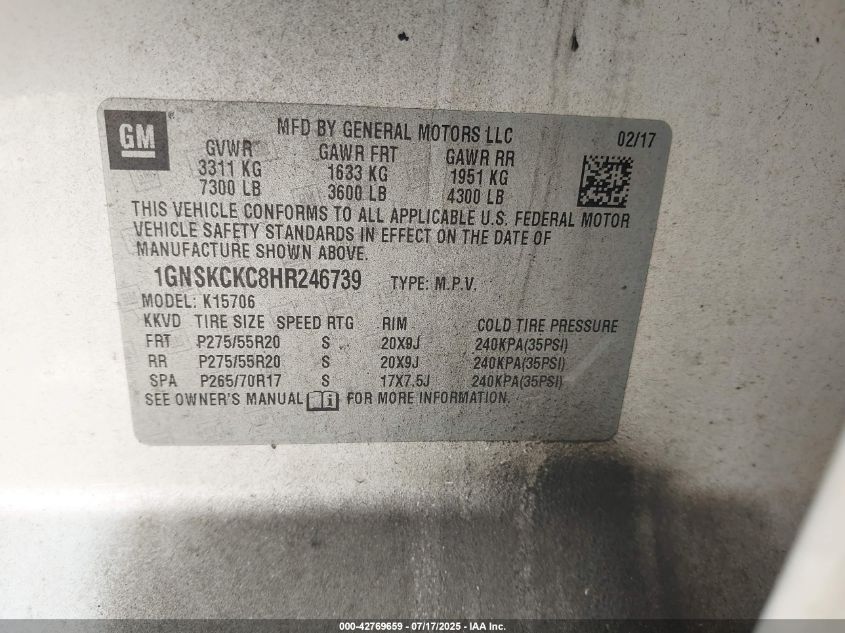 GM
MFD BY GENERAL MOTORS LLC 02/17
GVWR GAWR FRT GAWR RR
3311 KG 1633 KG 1951 KG
7300 LB 3600 LB 4300 LB
THIS VEHICLE CONFORMS TO ALL APPLICABLE U.S. FEDERAL MOTOR
VEHICLE SAFETY STANDARDS IN EFFECT ON THE DATE OF
MANUFACTURE SHOWN ABOVE.
1GNSKCKC8HR246739 TYPE: M.P.V.
MODEL: K15706
KKVD TIRE SIZE SPEED RTG RIM COLD TIRE PRESSURE
FRT P275/55R20 S 20X9J 240KPA(35PSI)
RR P275/55R20 S 20X9J 240KPA(35PSI)
SPA P265/70R17 S 17X7.5J 240KPA(35PSI)
SEE OWNER'S MANUAL i FOR MORE INFORMATION.
000-42769659 - 07/17/2025 - IAA Inc.